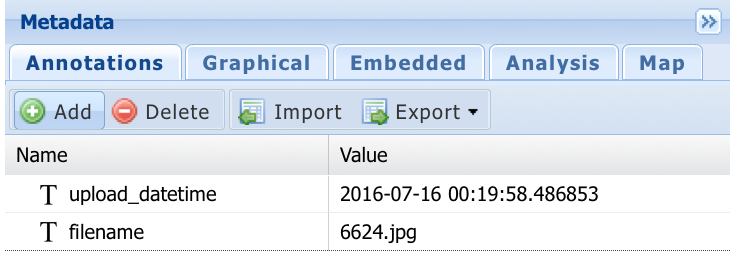 Metadata
Annotations Graphical Embedded Analysis Map
Add Delete Import Export
Name Value
T upload_datetime 2016-07-16 00:19:58.486853
T filename 6624.jpg